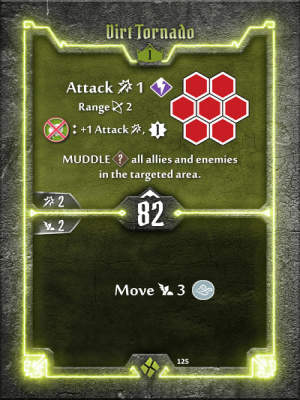 Dirt Tornado
1
Attack 1
Range 2
: +1 Attack , 1
MUDDLE ? all allies and enemies
in the targeted area.
2
82
2
Move 3
125